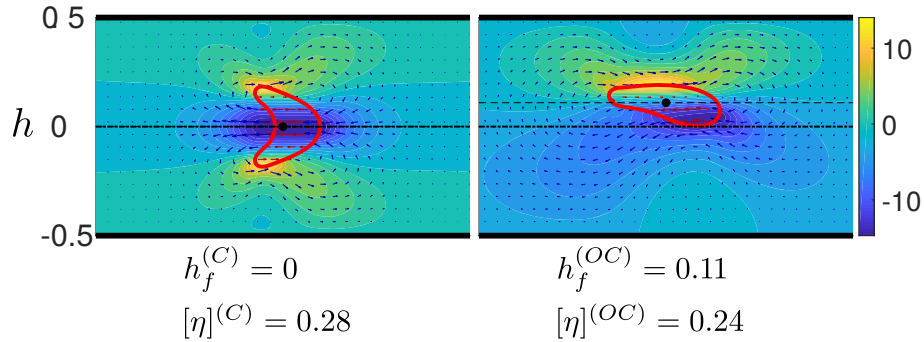 0 5
10
h 0
0
-10
-0.5
h_f^{(C)} = 0 h_f^{(OC)} = 0.11
[η]^{(C)} = 0.28 [η]^{(OC)} = 0.24